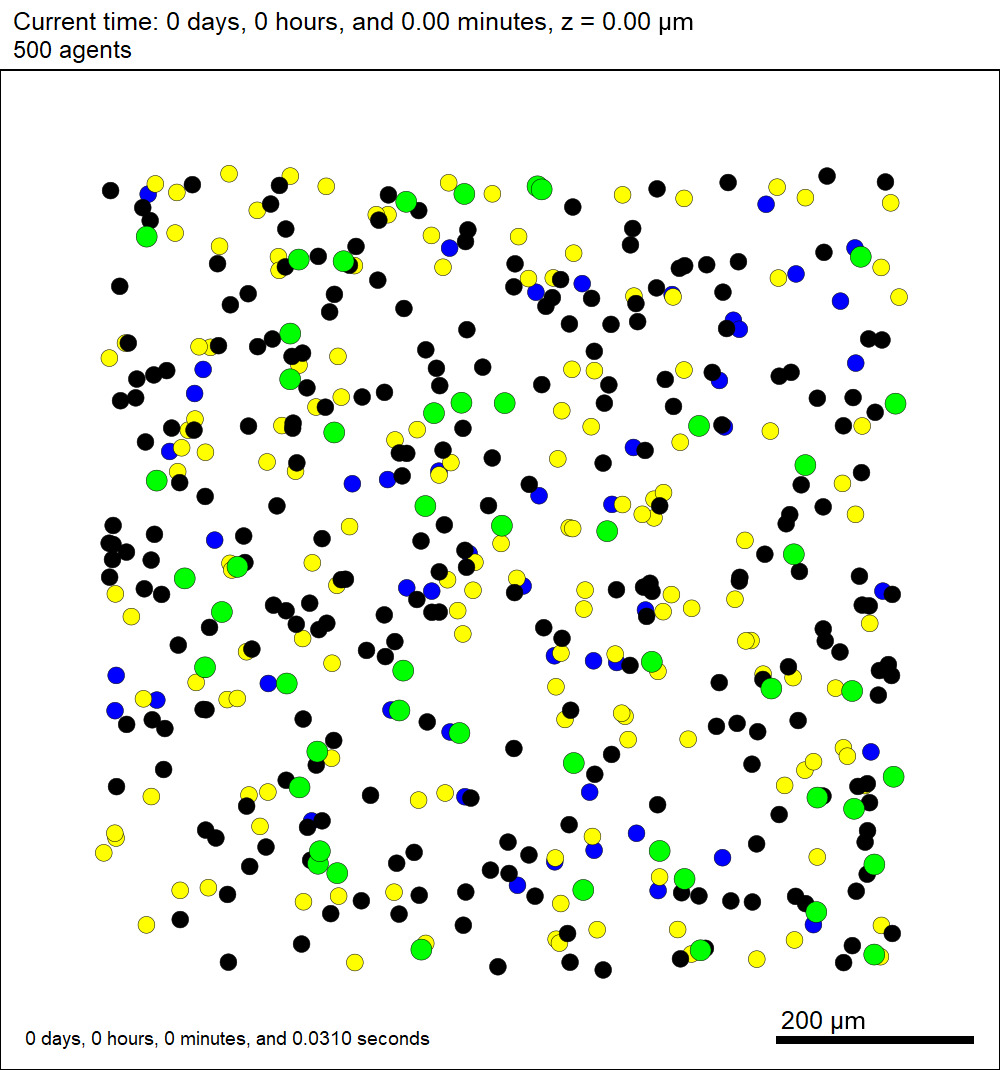 Current time: 0 days, 0 hours, and 0.00 minutes, z = 0.00 µm
500 agents
200 µm
0 days, 0 hours, 0 minutes, and 0.0310 seconds